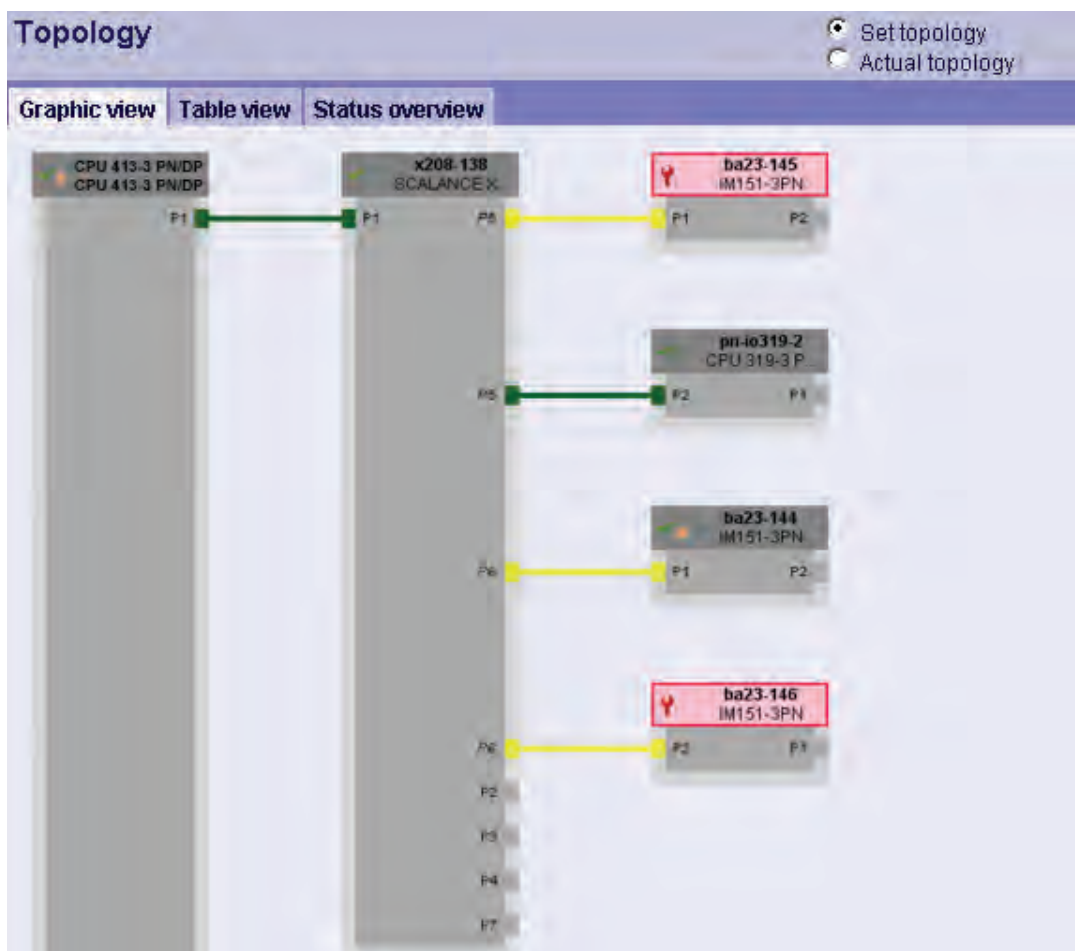 Topology
Set topology
Actual topology
Graphic view Table view Status overview
CPU 413-3 PN/DP
CPU 413-3 PN/DP
P1
x208-138
SCALANCE X.
P1 P8
ba23-145
IM151-3PN
P1 P2
P5
pn-io319-2
CPU 319-3 P...
P2 P1
P6
ba23-144
IM151-3PN
P1 P2
P6
ba23-146
IM151-3PN
P2 P1
P2
P3
P4
P7